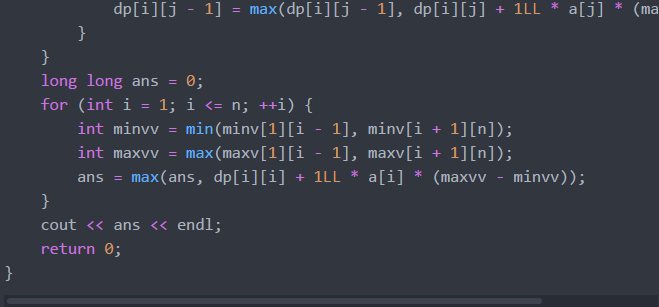 dp[i][j - 1] = max(dp[i][j - 1], dp[i][j] + 1LL * a[j] * (ma
}
}
long long ans = 0;
for (int i = 1; i <= n; ++i) {
int minvv = min(minv[1][i - 1], minv[i + 1][n]);
int maxvv = max(maxv[1][i - 1], maxv[i + 1][n]);
ans = max(ans, dp[i][i] + 1LL * a[i] * (maxvv - minvv));
}
cout << ans << endl;
return 0;
}